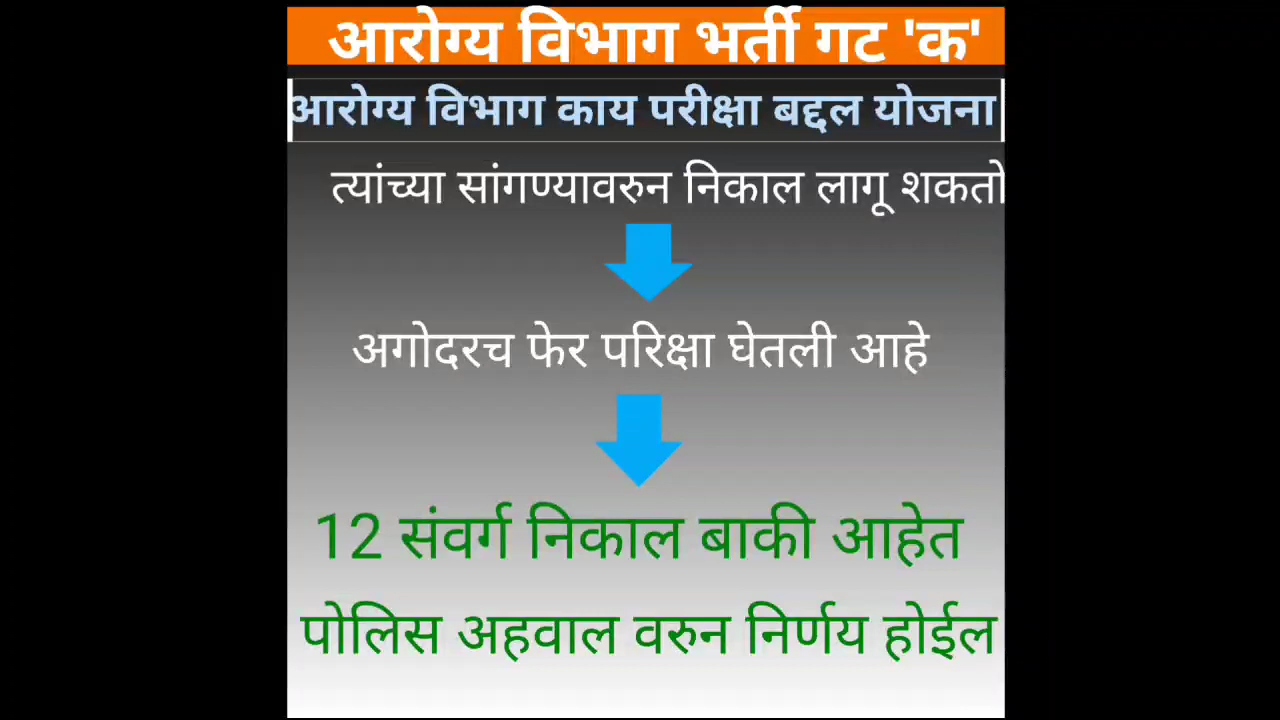 आरोग्य विभाग भर्ती गट 'क'
आरोग्य विभाग काय परीक्षा बद्दल योजना
त्यांच्या सांगण्यावरुन निकाल लागू शकतो
अगोदरच फेर परिक्षा घेतली आहे
12 संवर्ग निकाल बाकी आहेत
पोलिस अहवाल वरुन निर्णय होईल